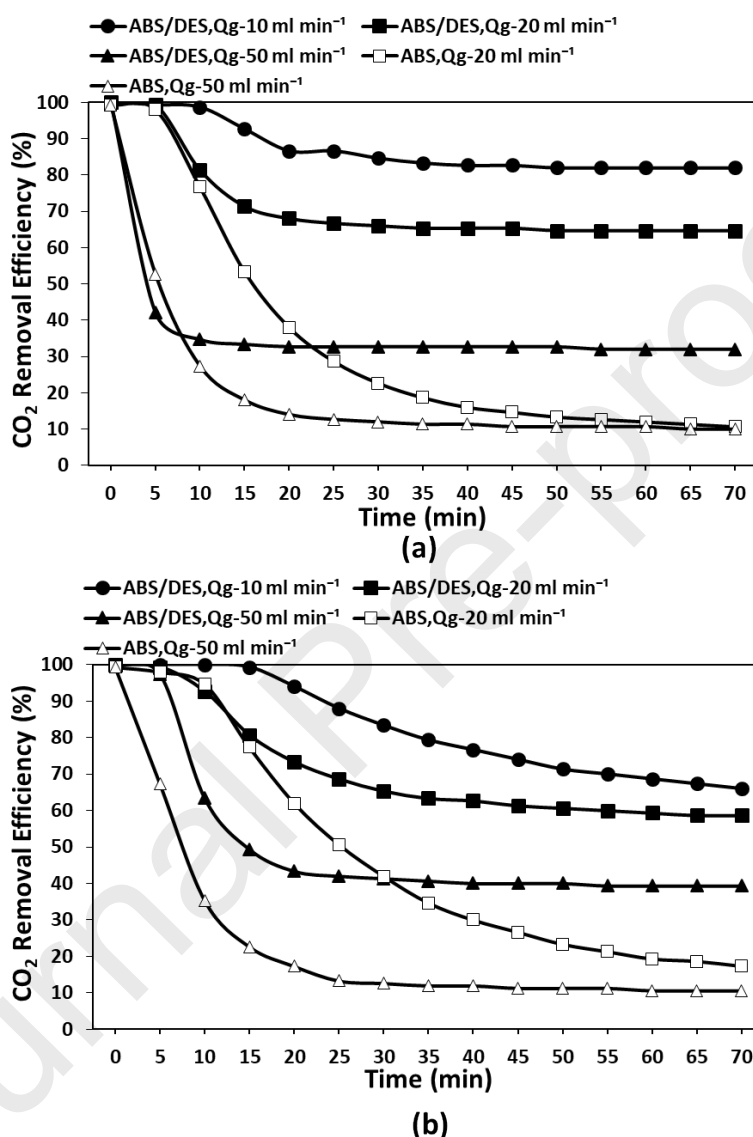 ABS/DES,Qg-10 ml min⁻¹ ABS/DES,Qg-20 ml min⁻¹
ABS/DES,Qg-50 ml min⁻¹ ABS,Qg-20 ml min⁻¹
ABS,Qg-50 ml min⁻¹
CO₂ Removal Efficiency (%)
100
90
80
70
60
50
40
30
20
10
0
0 5 10 15 20 25 30 35 40 45 50 55 60 65 70
Time (min)
(a)
ABS/DES,Qg-10 ml min⁻¹ ABS/DES,Qg-20 ml min⁻¹
ABS/DES,Qg-50 ml min⁻¹ ABS,Qg-20 ml min⁻¹
ABS,Qg-50 ml min⁻¹
CO₂ Removal Efficiency (%)
100
90
80
70
60
50
40
30
20
10
0
0 5 10 15 20 25 30 35 40 45 50 55 60 65 70
Time (min)
(b)
urnal Pre-proo